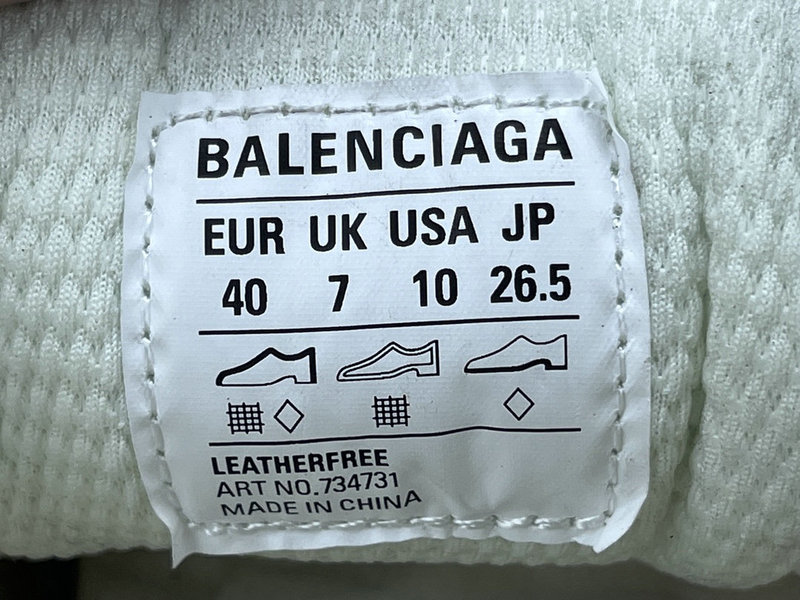 BALENCIAGA
EUR UK USA JP
40 7 10 26.5
LEATHERFREE
ART NO.734731
MADE IN CHINA